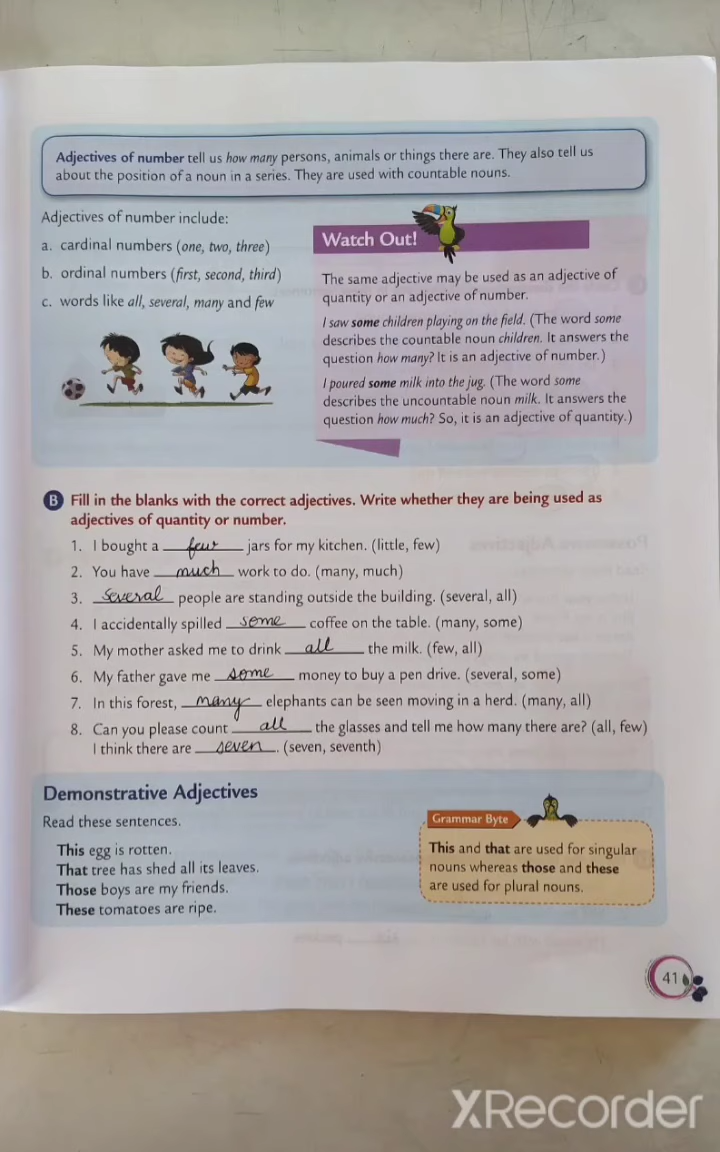 Adjectives of number tell us how many persons, animals or things there are. They also tell us
about the position of a noun in a series. They are used with countable nouns.
Adjectives of number include:
a. cardinal numbers (one, two, three)
b. ordinal numbers (first, second, third)
c. words like all, several, many and few
Watch Out!
The same adjective may be used as an adjective of
quantity or an adjective of number.
I saw some children playing on the field. (The word some
describes the countable noun children. It answers the
question how many? It is an adjective of number.)
I poured some milk into the jug. (The word some
describes the uncountable noun milk. It answers the
question how much? So, it is an adjective of quantity.)
B Fill in the blanks with the correct adjectives. Write whether they are being used as
adjectives of quantity or number.
1. I bought a few jars for my kitchen. (little, few)
2. You have much work to do. (many, much)
3. Several people are standing outside the building. (several, all)
4. I accidentally spilled some coffee on the table. (many, some)
5. My mother asked me to drink all the milk. (few, all)
6. My father gave me some money to buy a pen drive. (several, some)
7. In this forest, many elephants can be seen moving in a herd. (many, all)
8. Can you please count all the glasses and tell me how many there are? (all, few)
I think there are seven. (seven, seventh)
Demonstrative Adjectives
Read these sentences.
This egg is rotten.
That tree has shed all its leaves.
Those boys are my friends.
These tomatoes are ripe.
Grammar Byte
This and that are used for singular
nouns whereas those and these
are used for plural nouns.
41
XRecorder